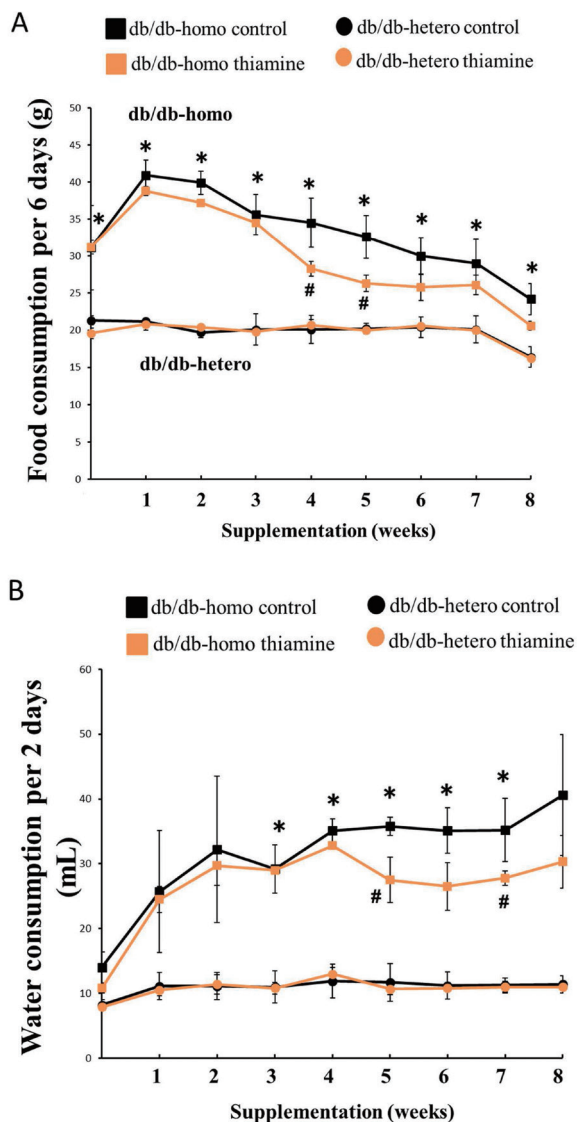 A
db/db-homo control db/db-hetero control
db/db-homo thiamine db/db-hetero thiamine
Food consumption per 6 days (g)
50
45
40
35
30
25
20
15
10
5
0
db/db-homo
* * * * * * * * *
# #
db/db-hetero
1 2 3 4 5 6 7 8
Supplementation (weeks)
B
db/db-homo control db/db-hetero control
db/db-homo thiamine db/db-hetero thiamine
Water consumption per 2 days
(mL)
60
50
40
30
20
10
0
* * * * *
# #
1 2 3 4 5 6 7 8
Supplementation (weeks)